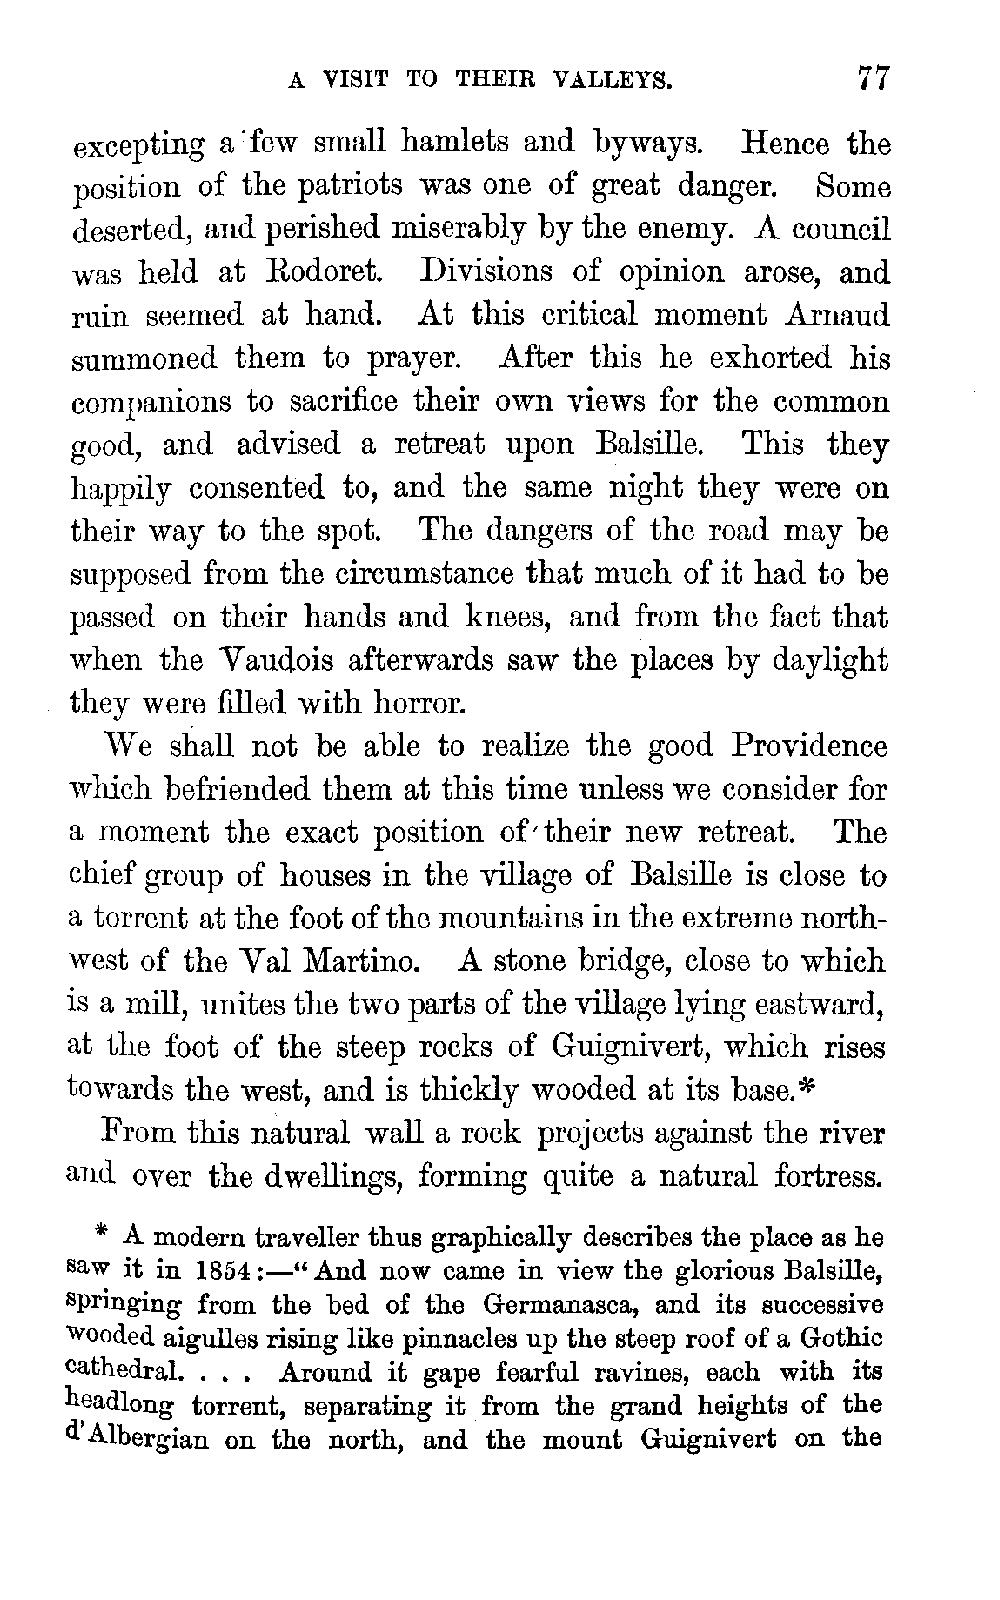 A VISIT TO THEIR VALLEYS. 77
excepting a few small hamlets and byways. Hence the
position of the patriots was one of great danger. Some
deserted, and perished miserably by the enemy. A council
was held at Rodoret. Divisions of opinion arose, and
ruin seemed at hand. At this critical moment Arnaud
summoned them to prayer. After this he exhorted his
companions to sacrifice their own views for the common
good, and advised a retreat upon Balsille. This they
happily consented to, and the same night they were on
their way to the spot. The dangers of the road may be
supposed from the circumstance that much of it had to be
passed on their hands and knees, and from the fact that
when the Vaudois afterwards saw the places by daylight
they were filled with horror.
We shall not be able to realize the good Providence
which befriended them at this time unless we consider for
a moment the exact position of their new retreat. The
chief group of houses in the village of Balsille is close to
a torrent at the foot of the mountains in the extreme north-
west of the Val Martino. A stone bridge, close to which
is a mill, unites the two parts of the village lying eastward,
at the foot of the steep rocks of Guignivert, which rises
towards the west, and is thickly wooded at its base.*
From this natural wall a rock projects against the river
and over the dwellings, forming quite a natural fortress.
* A modern traveller thus graphically describes the place as he
saw it in 1854:—“And now came in view the glorious Balsille,
springing from the bed of the Germanasca, and its successive
wooded aigulles rising like pinnacles up the steep roof of a Gothic
cathedral. . . . Around it gape fearful ravines, each with its
headlong torrent, separating it from the grand heights of the
d'Albergian on the north, and the mount Guignivert on the